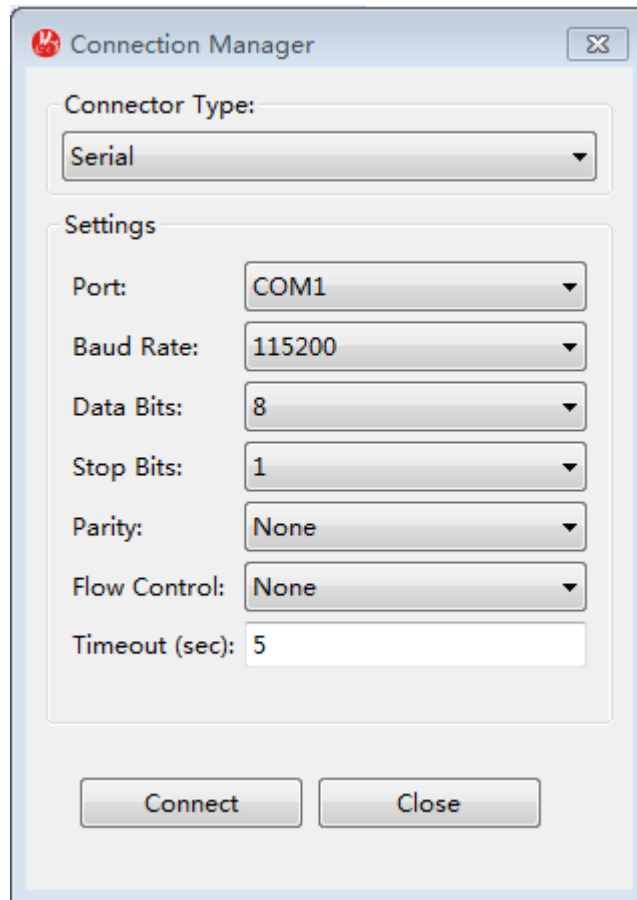 Connection Manager
Connector Type:
Serial
Settings
Port: COM1
Baud Rate: 115200
Data Bits: 8
Stop Bits: 1
Parity: None
Flow Control: None
Timeout (sec): 5
Connect Close